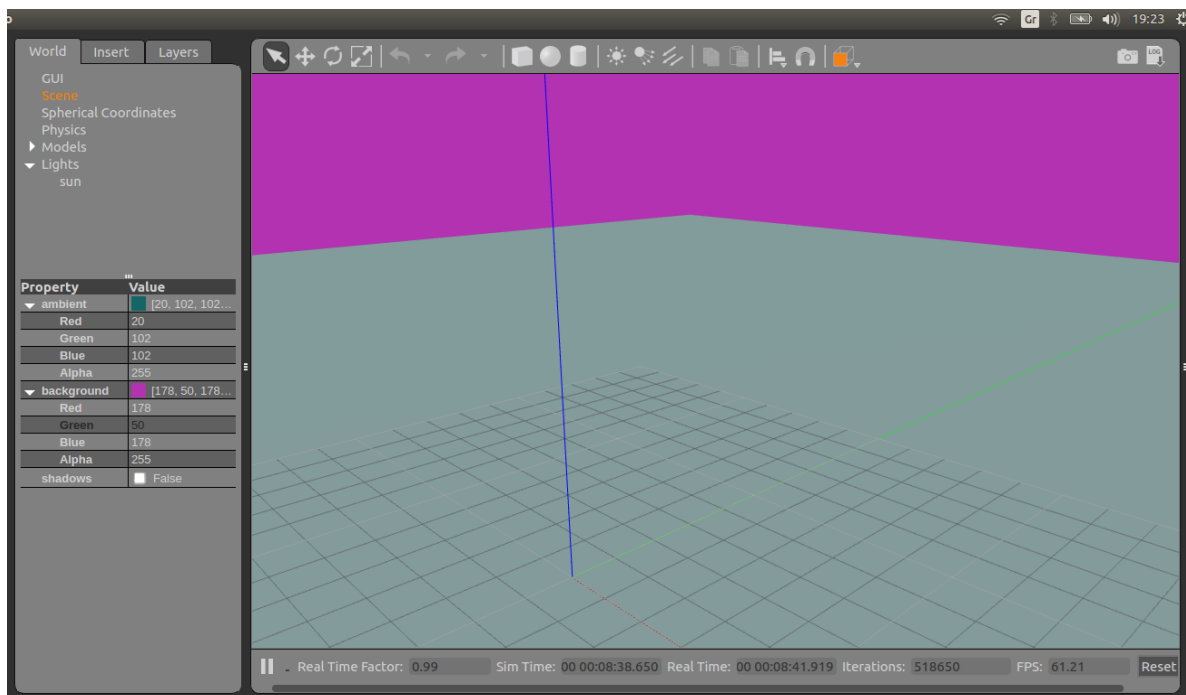 Gr 19:23
World Insert Layers
LOG
GUI
Scene
Spherical Coordinates
Physics
Models
Lights
sun
Property Value
ambient [20, 102, 102...
Red 20
Green 102
Blue 102
Alpha 255
background [178, 50, 178...
Red 178
Green 50
Blue 178
Alpha 255
shadows False
Real Time Factor: 0.99 Sim Time: 00 00:08:38.650 Real Time: 00 00:08:41.919 Iterations: 518650 FPS: 61.21 Reset